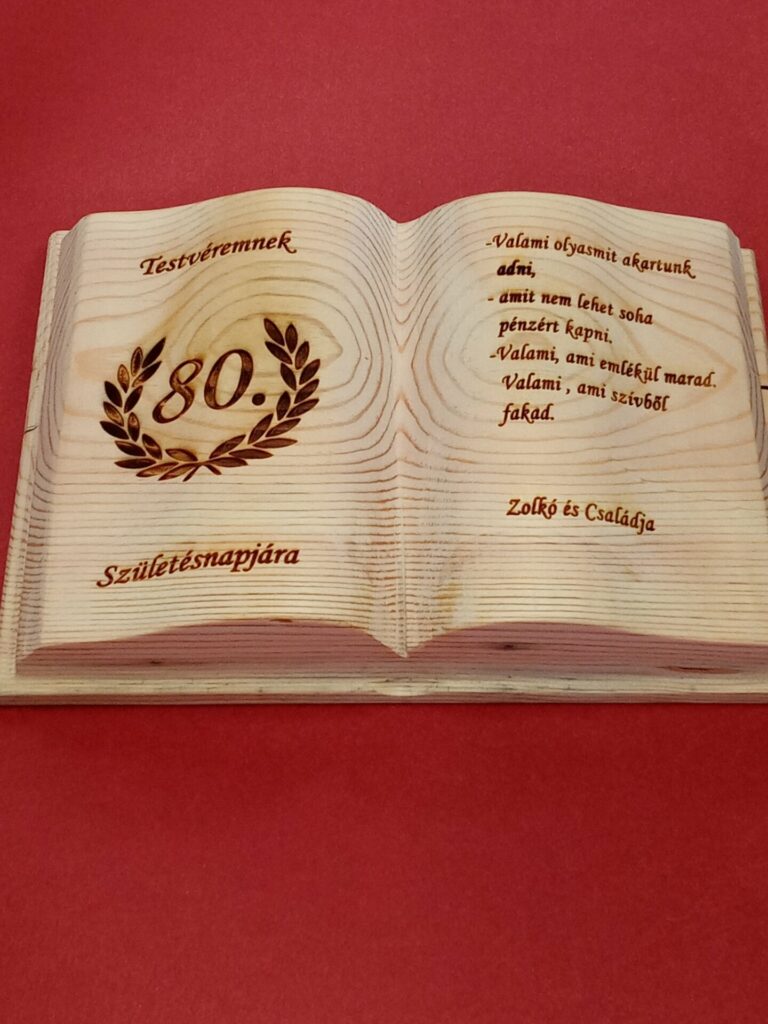 Testvéremnek
80.
Születésnapjára
-Valami olyasmit akartunk
adni,
- amit nem lehet soha
pénzért kapni.
-Valami, ami emlékül marad.
Valami , ami szívből
fakad.
Zolkó és Családja